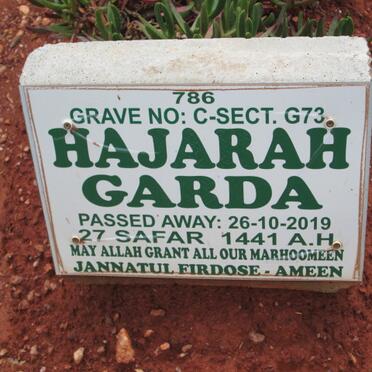 786
GRAVE NO: C-SECT. G73
HAJARAH
GARDA
PASSED AWAY: 26-10-2019
27 SAFAR 1441 A.H
MAY ALLAH GRANT ALL OUR MARHOOMEEN
JANNATUL FIRDOSE - AMEEN